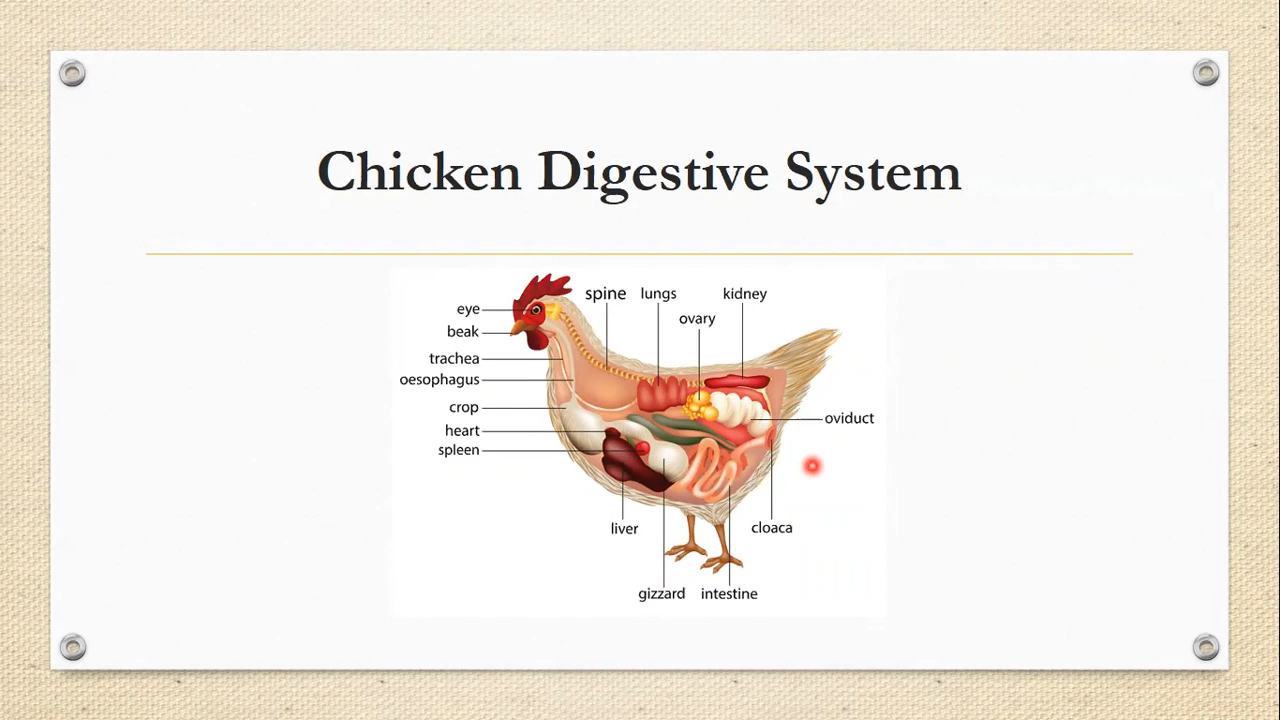 Chicken Digestive System
spine
lungs
kidney
eye
ovary
beak
trachea
oesophagus
crop
oviduct
heart
spleen
liver
cloaca
gizzard
intestine